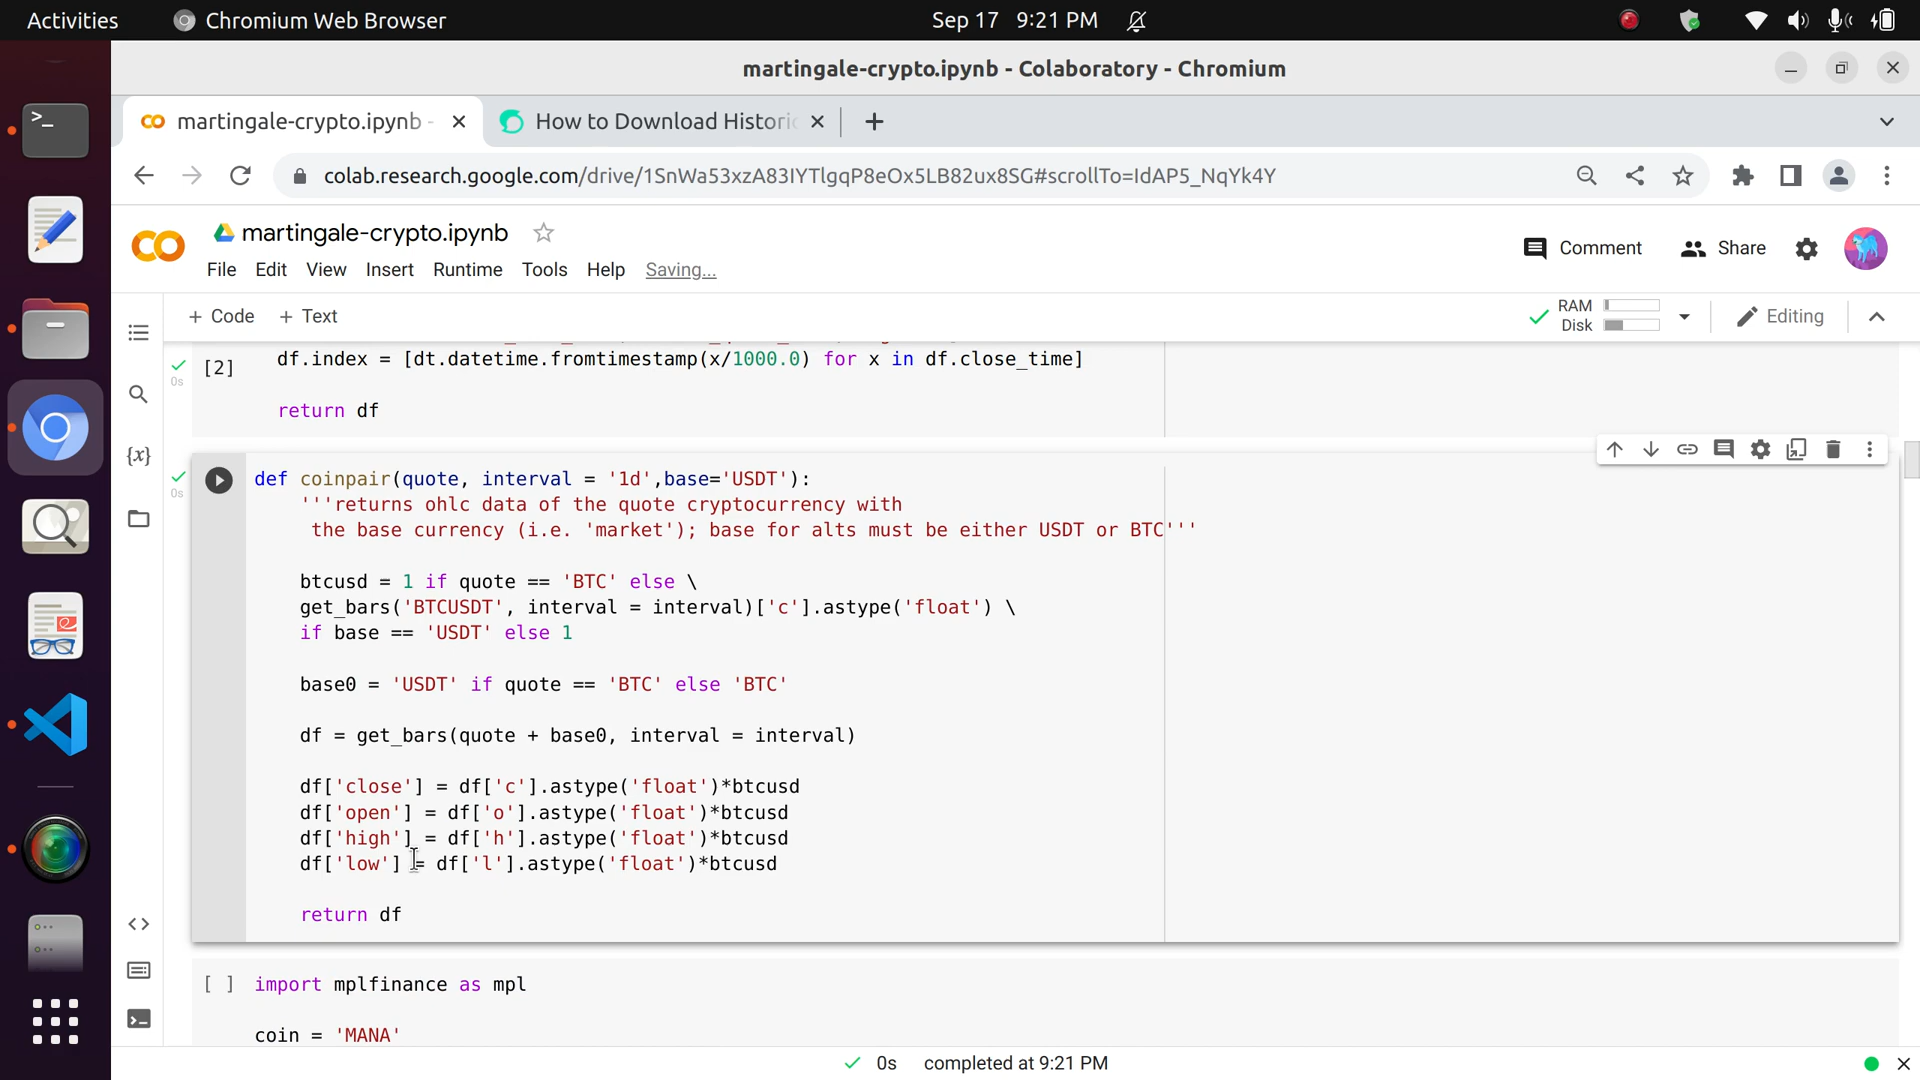 Activities
Chromium Web Browser
Sep 17 9:21 PM
martingale-crypto.ipynb - Colaboratory - Chromium
martingale-crypto.ipynb -
How to Download Historic
colab.research.google.com/drive/1SnWa53xzA83IYTlgqP8eOx5LB82ux8SG#scrollTo=IdAP5_NqYk4Y
martingale-crypto.ipynb
File Edit View Insert Runtime Tools Help Saving...
Comment
Share
+ Code + Text
RAM
Disk
Editing
[2]
0s
df.index = [dt.datetime.fromtimestamp(x/1000.0) for x in df.close_time]
return df
0s
def coinpair(quote, interval = '1d',base='USDT'):
'''returns ohlc data of the quote cryptocurrency with
the base currency (i.e. 'market'); base for alts must be either USDT or BTC'''
btcusd = 1 if quote == 'BTC' else \
get_bars('BTCUSDT', interval = interval)['c'].astype('float') \
if base == 'USDT' else 1
base0 = 'USDT' if quote == 'BTC' else 'BTC'
df = get_bars(quote + base0, interval = interval)
df['close'] = df['c'].astype('float')*btcusd
df['open'] = df['o'].astype('float')*btcusd
df['high'] = df['h'].astype('float')*btcusd
df['low'] = df['l'].astype('float')*btcusd
return df
[ ]
import mplfinance as mpl
coin = 'MANA'
0s completed at 9:21 PM